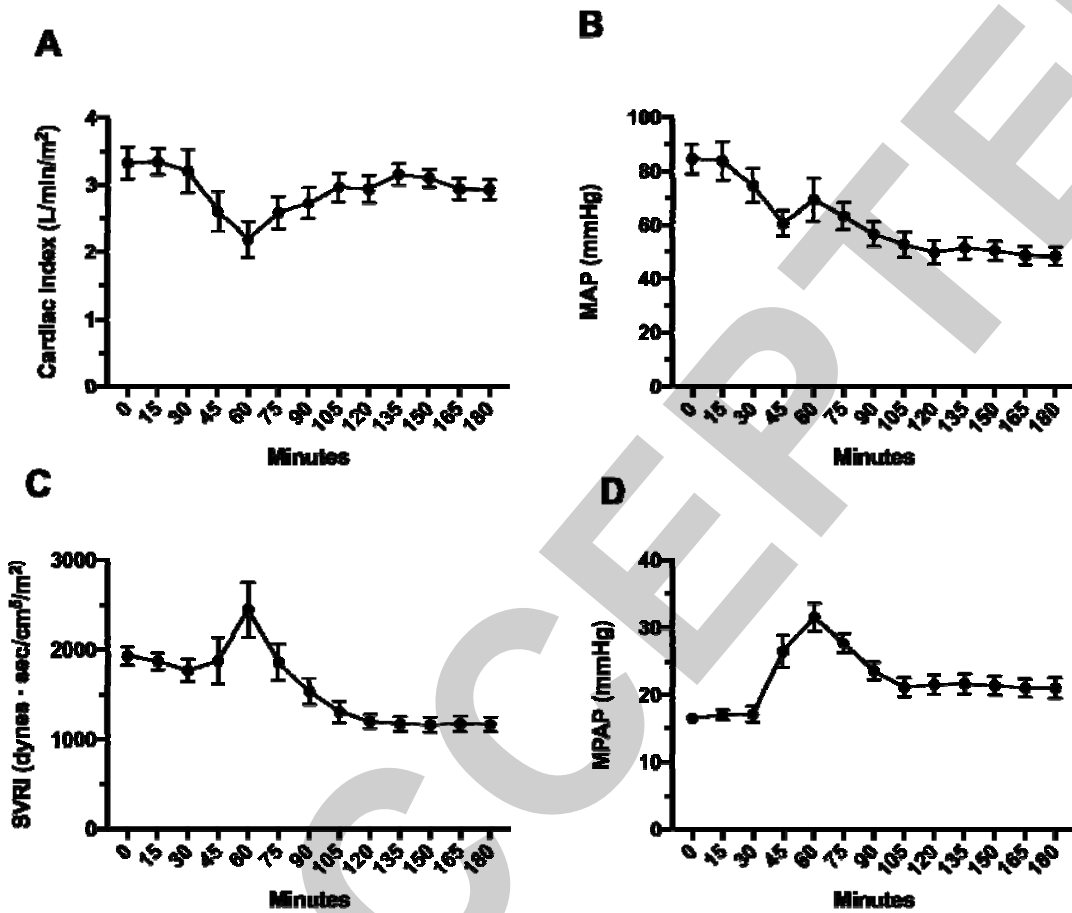 A
Cardiac Index (L/min/m²)
4
3
2
1
0
0 15 30 45 60 75 90 105 120 135 150 165 180
Minutes
B
MAP (mmHg)
100
80
60
40
20
0
0 15 30 45 60 75 90 105 120 135 150 165 180
Minutes
C
SVRI (dynes · sec/cm⁵/m²)
3000
2000
1000
0
0 15 30 45 60 75 90 105 120 135 150 165 180
Minutes
D
MPAP (mmHg)
40
30
20
10
0
0 15 30 45 60 75 90 105 120 135 150 165 180
Minutes
CCEPTE